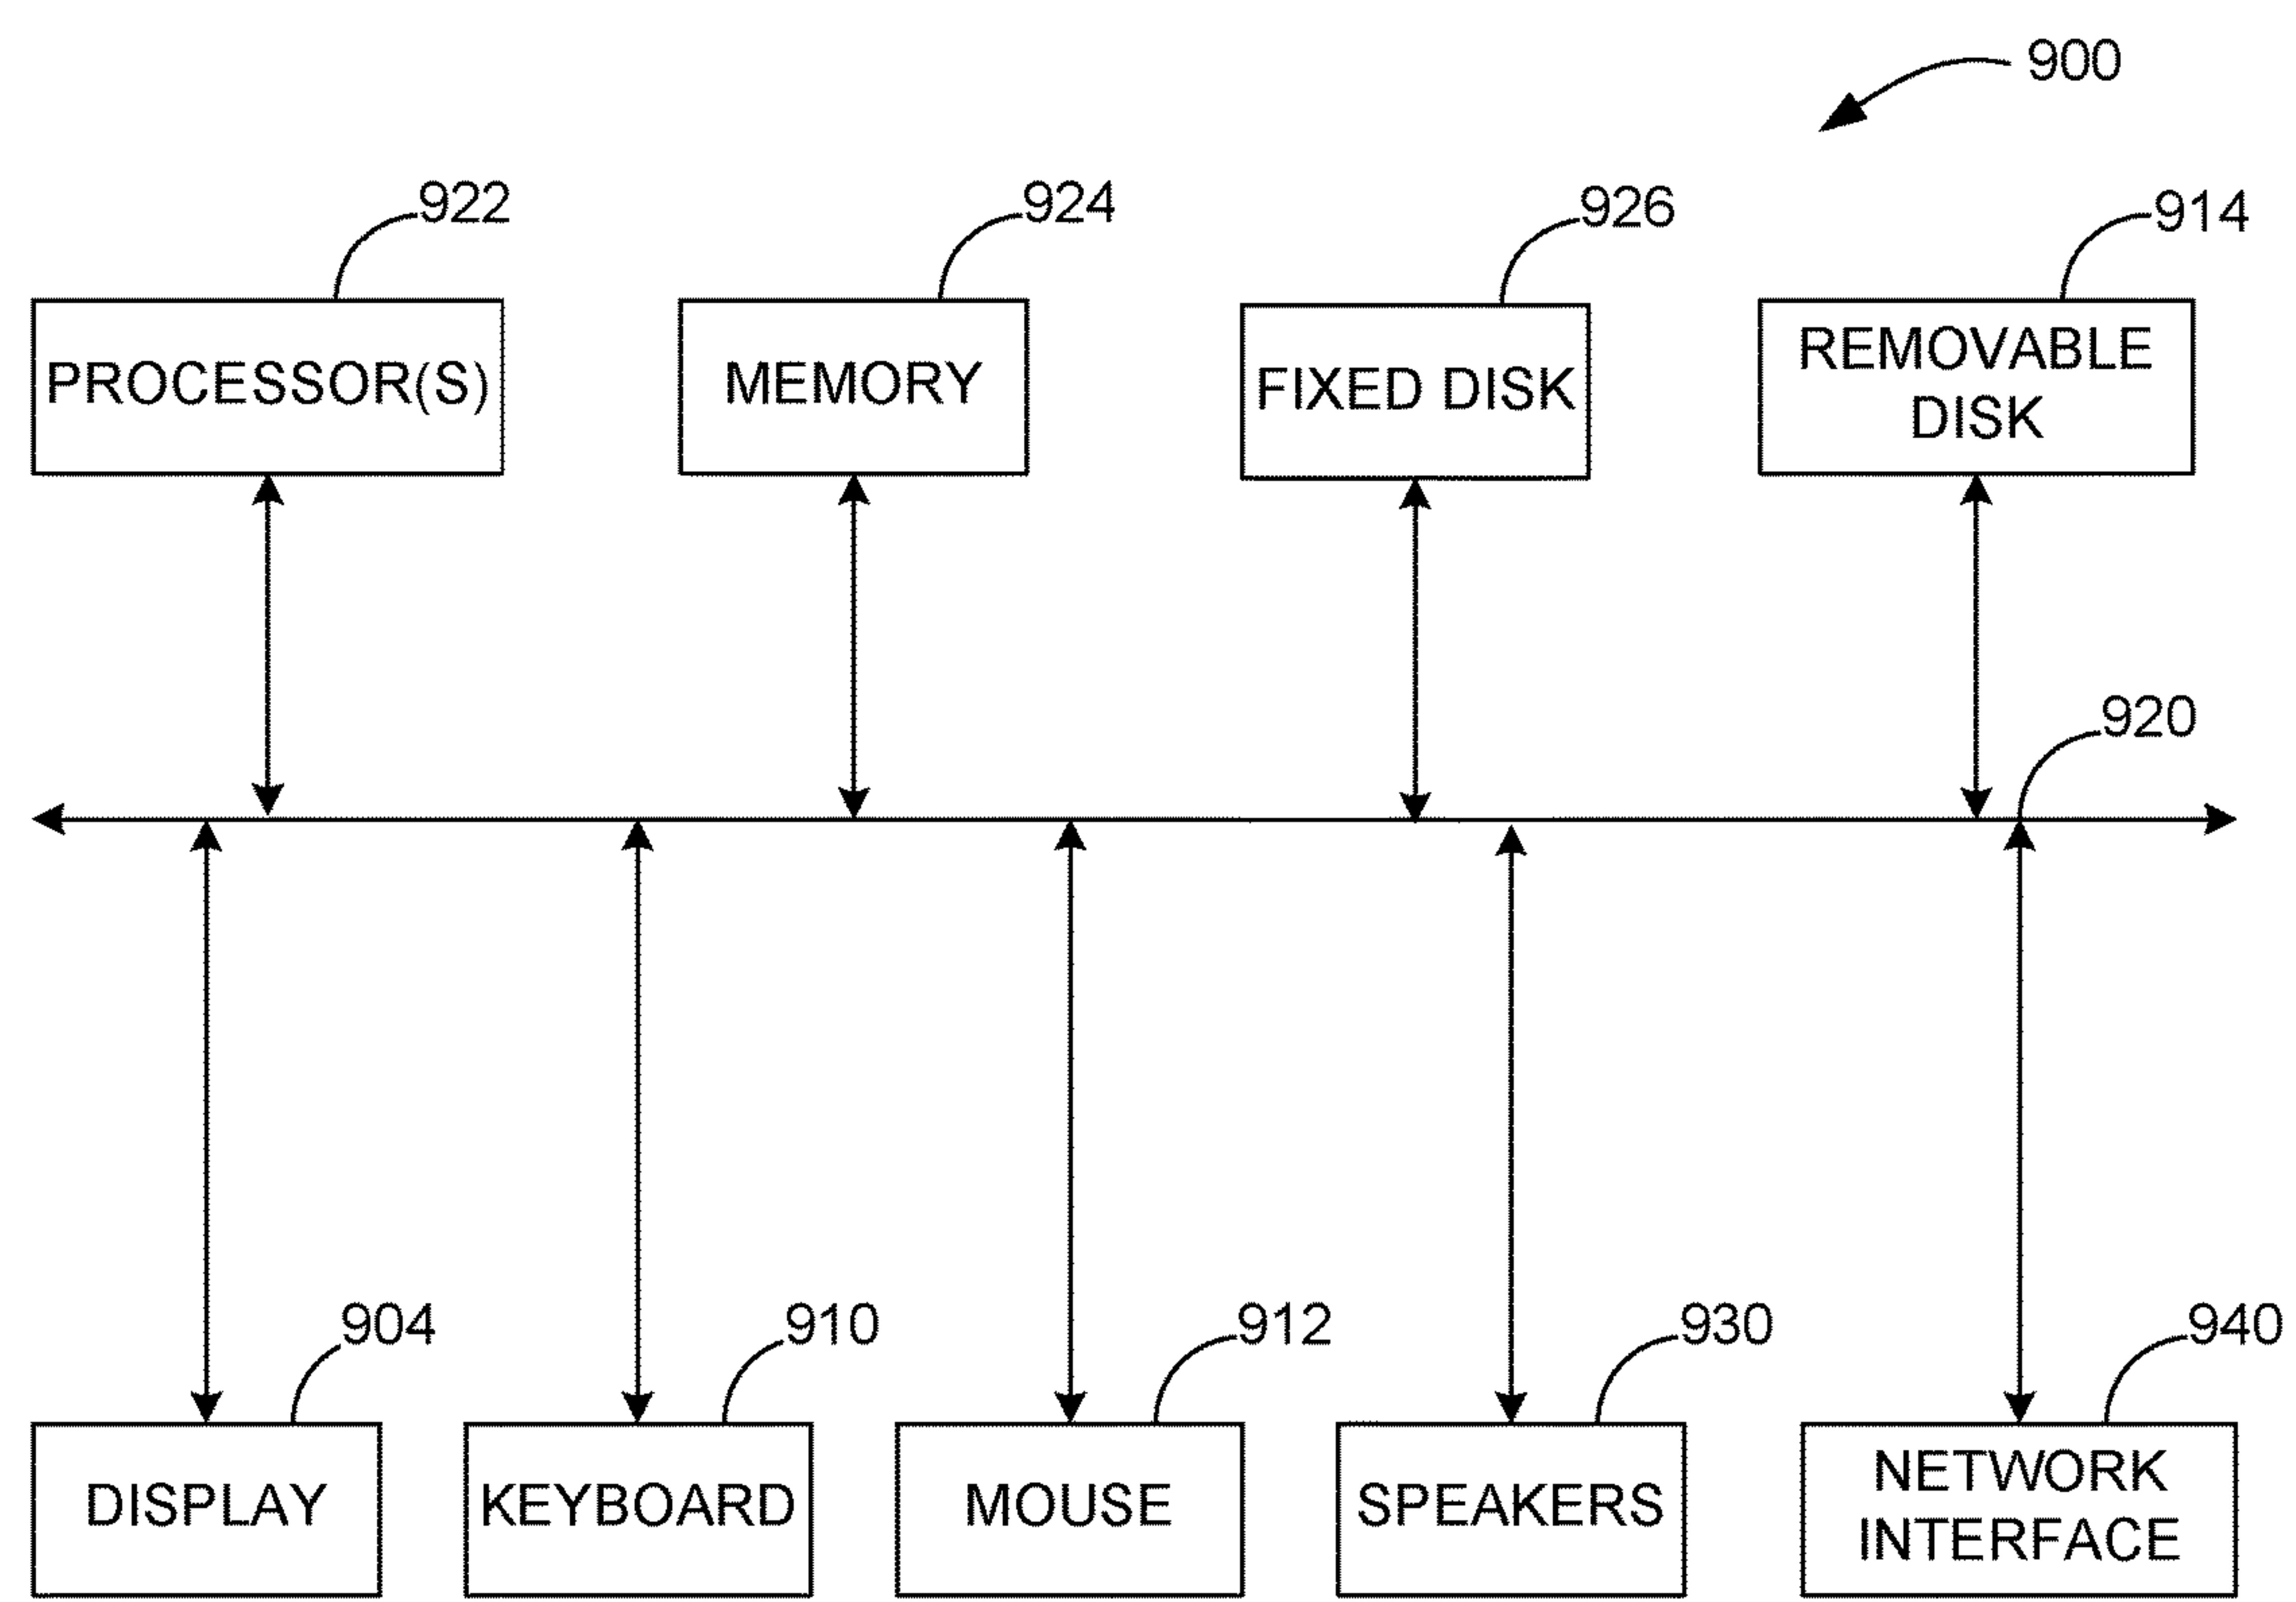 900
922
924
926
914
PROCESSOR(S)
MEMORY
FIXED DISK
REMOVABLE
DISK
920
904
910
912
930
940
DISPLAY
KEYBOARD
MOUSE
SPEAKERS
NETWORK
INTERFACE